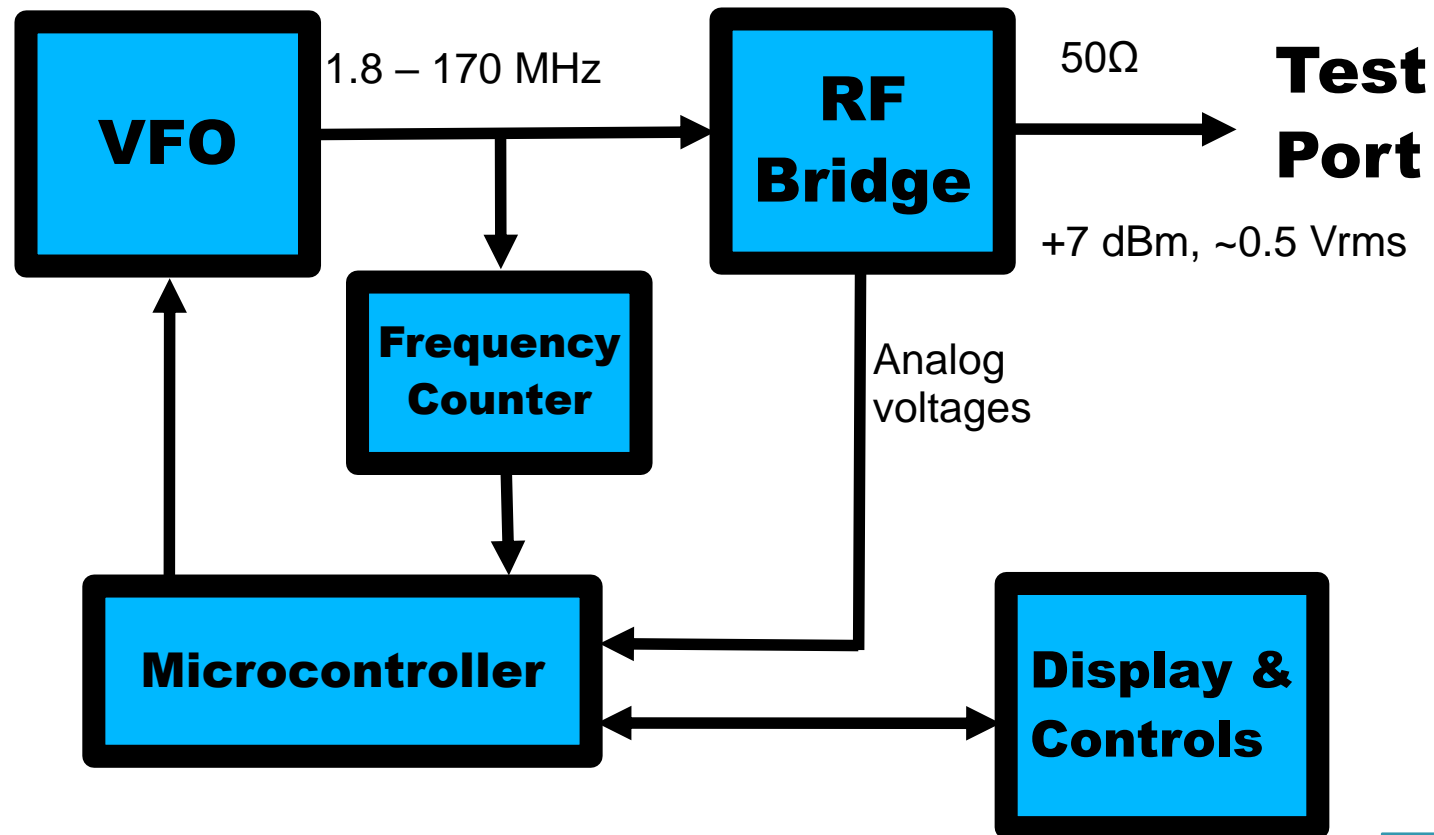 VFO
1.8 – 170 MHz
RF
Bridge
50Ω
Test
Port
+7 dBm, ~0.5 Vrms
Frequency
Counter
Analog
voltages
Microcontroller
Display &
Controls